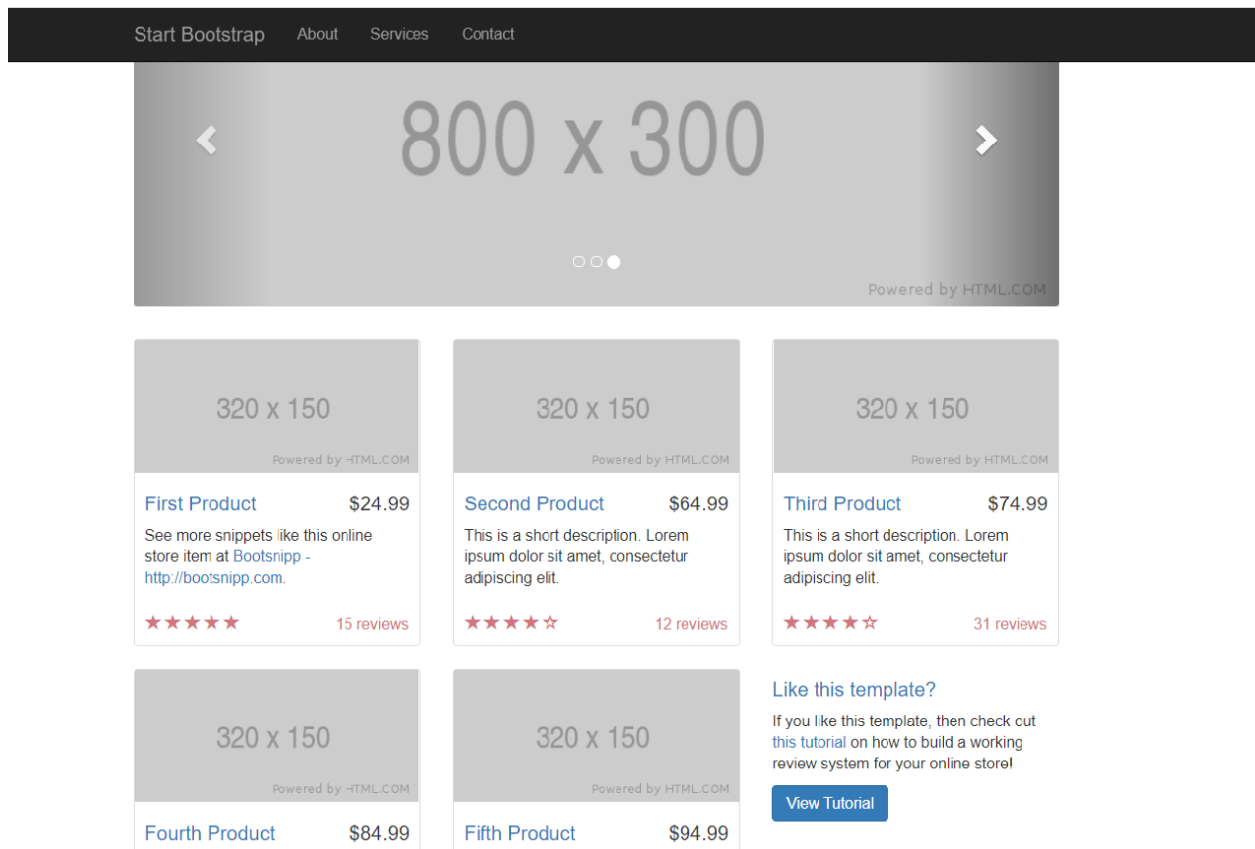 Start Bootstrap About Services Contact
800 x 300
Powered by HTML.COM
320 x 150
Powered by HTML.COM
First Product $24.99
See more snippets like this online
store item at Bootsnipp -
http://bootsnipp.com.
15 reviews
320 x 150
Powered by HTML.COM
Second Product $64.99
This is a short description. Lorem
ipsum dolor sit amet, consectetur
adipiscing elit.
12 reviews
320 x 150
Powered by HTML.COM
Third Product $74.99
This is a short description. Lorem
ipsum dolor sit amet, consectetur
adipiscing elit.
31 reviews
320 x 150
Powered by HTML.COM
Fourth Product $84.99
320 x 150
Powered by HTML.COM
Fifth Product $94.99
Like this template?
If you like this template, then check out
this tutorial on how to build a working
review system for your online store!
View Tutorial